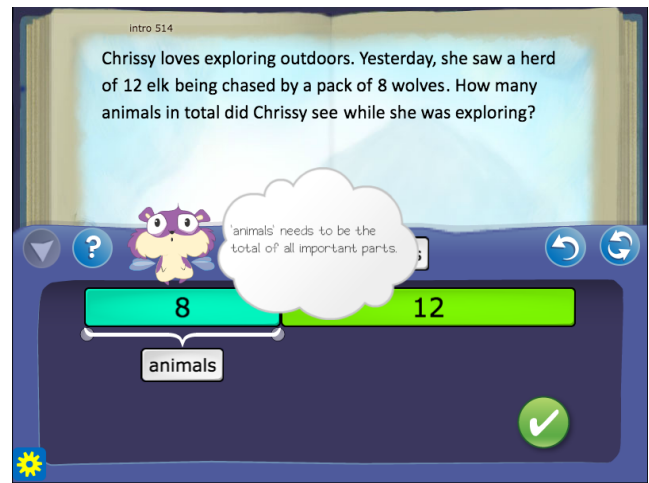 intro 514
Chrissy loves exploring outdoors. Yesterday, she saw a herd
of 12 elk being chased by a pack of 8 wolves. How many
animals in total did Chrissy see while she was exploring?
?
'animals' needs to be the
total of all important parts.
8
12
animals